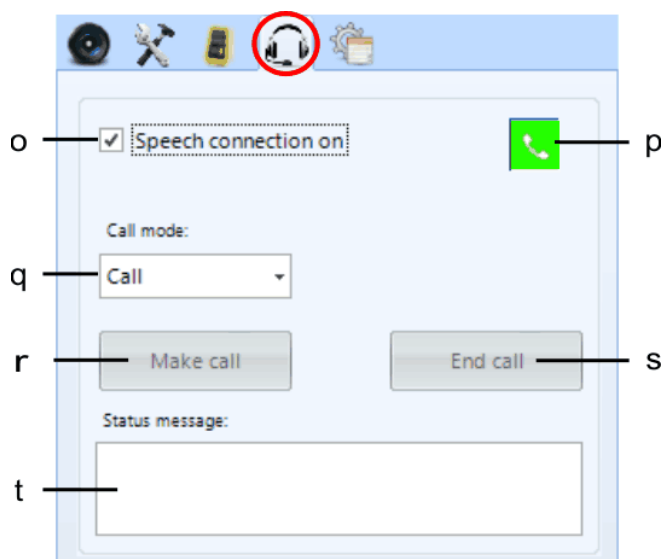 o Speech connection on p
Call mode:
q Call
r Make call End call s
Status message:
t